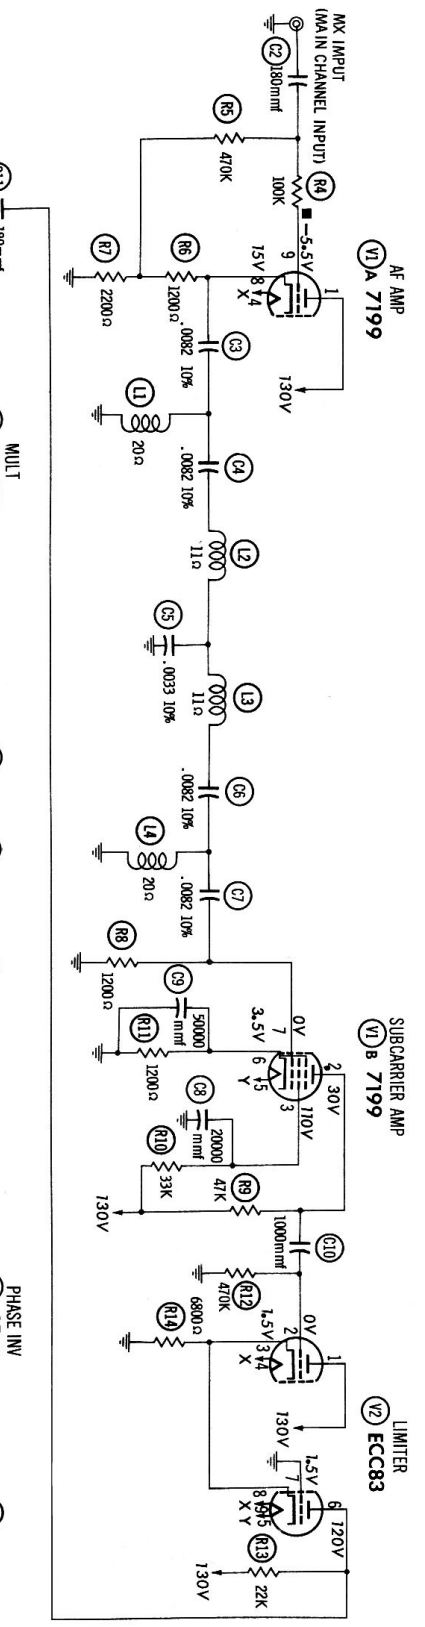 MX IMPUT
(MAIN CHANNEL INPUT)
C2
180mmf
R5
470K
R4
100K
-5.5V
9
R7
2200Ω
R6
1200Ω
15V
8
4
X
1
AF AMP
V1 A 7199
130V
C3
.0082 10%
L1
20Ω
C4
.0082 10%
L2
11Ω
C5
.0033 10%
L3
11Ω
C6
.0082 10%
L4
20Ω
C7
.0082 10%
R8
1200Ω
C9
50000
mmf
R11
1200Ω
SUBCARRIER AMP
V1 B 7199
0V
7
3.5V
6
Y
5
2
30V
3
110V
C8
20000
mmf
R10
33K
R9
47K
130V
C10
1000mmf
R12
470K
R14
6800Ω
LIMITER
V2 ECC83
0V
2
1.5V
3
4
X
1
130V
1.5V
7
8
9
5
X Y
6
120V
R13
22K
130V
MULT
PHASE INV